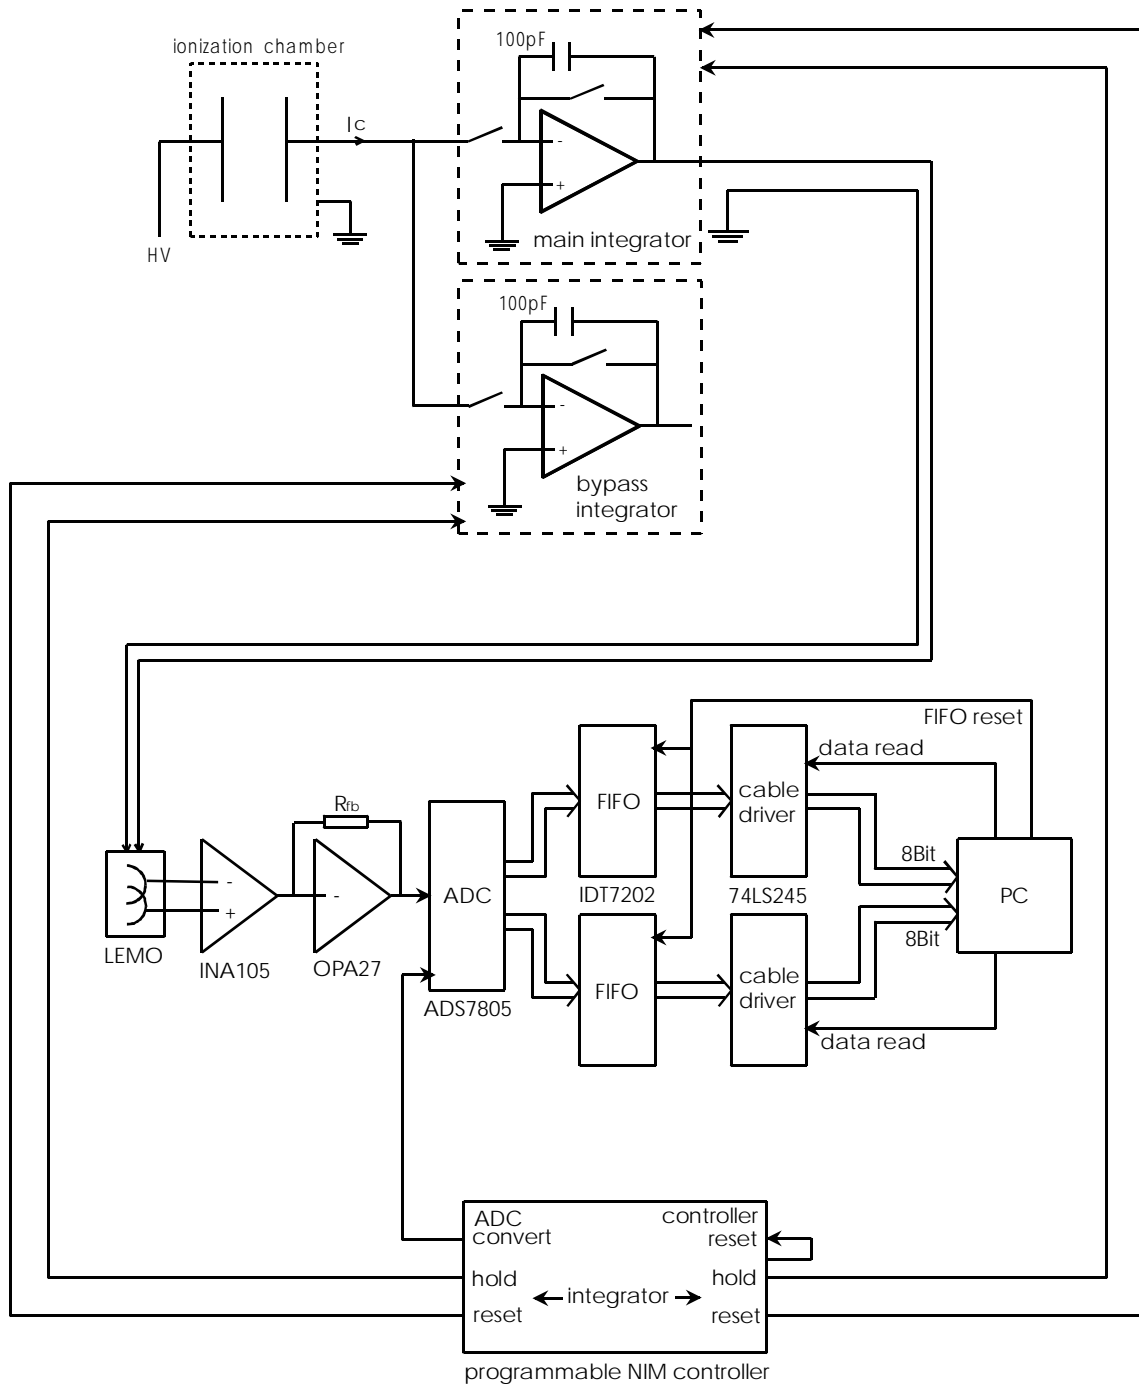 100pF
ionization chamber
Ic
-
+
main integrator
HV
100pF
-
+
bypass
integrator
FIFO reset
data read
cable
driver
FIFO
Rfb
8Bit
ADC
IDT7202
74LS245
PC
-
+
-
8Bit
LEMO
INA105
OPA27
ADS7805
FIFO
cable
driver
data read
ADC
convert
controller
reset
hold
integrator
hold
reset
reset
programmable NIM controller